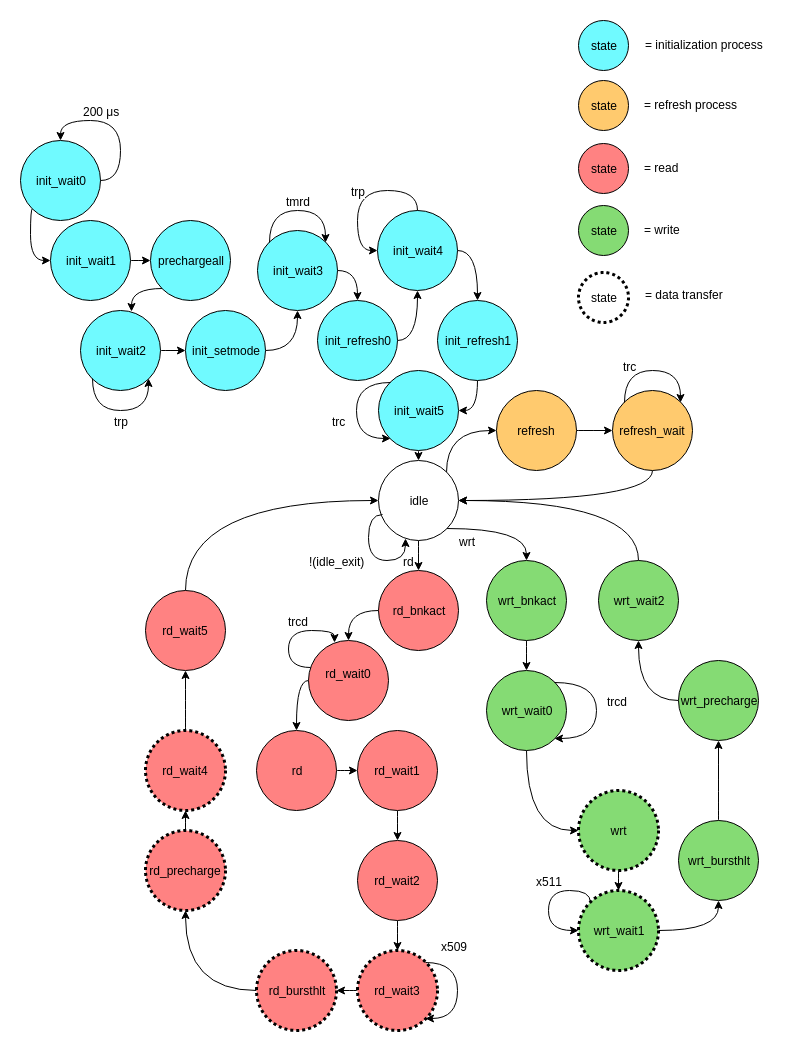 state
= initialization process
state
= refresh process
200 μs
state
= read
init_wait0
tmrd
trp
state
= write
init_wait1
prechargeall
init_wait3
init_wait4
state
= data transfer
init_wait2
init_setmode
init_refresh0
init_refresh1
trp
trc
init_wait5
trc
refresh
refresh_wait
idle
!(idle_exit)
rd
wrt
rd_bnkact
wrt_bnkact
wrt_wait2
trcd
rd_wait5
rd_wait0
wrt_wait0
trcd
wrt_precharge
rd_wait4
rd
rd_wait1
wrt
rd_precharge
rd_wait2
x511
wrt_bursthlt
wrt_wait1
x509
rd_bursthlt
rd_wait3